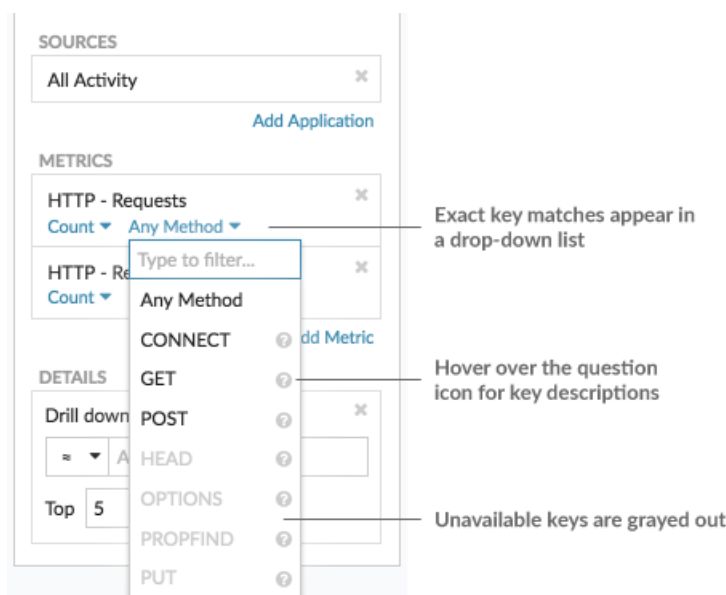 SOURCES
All Activity
Add Application
METRICS
HTTP - Requests
Count Any Method
Exact key matches appear in
a drop-down list
Type to filter...
HTTP - Re
Count
Any Method
CONNECT
dd Metric
Hover over the question
icon for key descriptions
DETAILS
GET
Drill down
POST
≈ A
HEAD
Top 5
OPTIONS
Unavailable keys are grayed out
PROPFIND
PUT